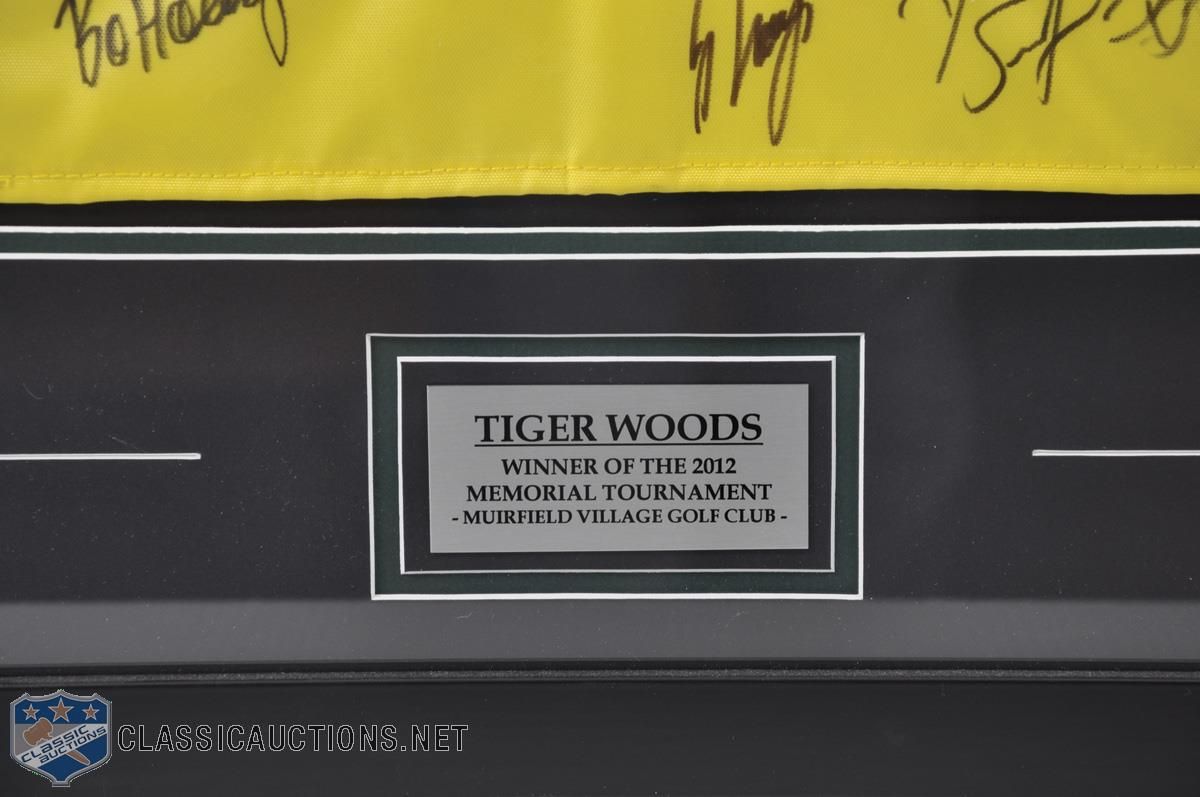 TIGER WOODS
WINNER OF THE 2012
MEMORIAL TOURNAMENT
- MUIRFIELD VILLAGE GOLF CLUB -
CLASSIC
AUCTIONS
CLASSICAUCTIONS.NET